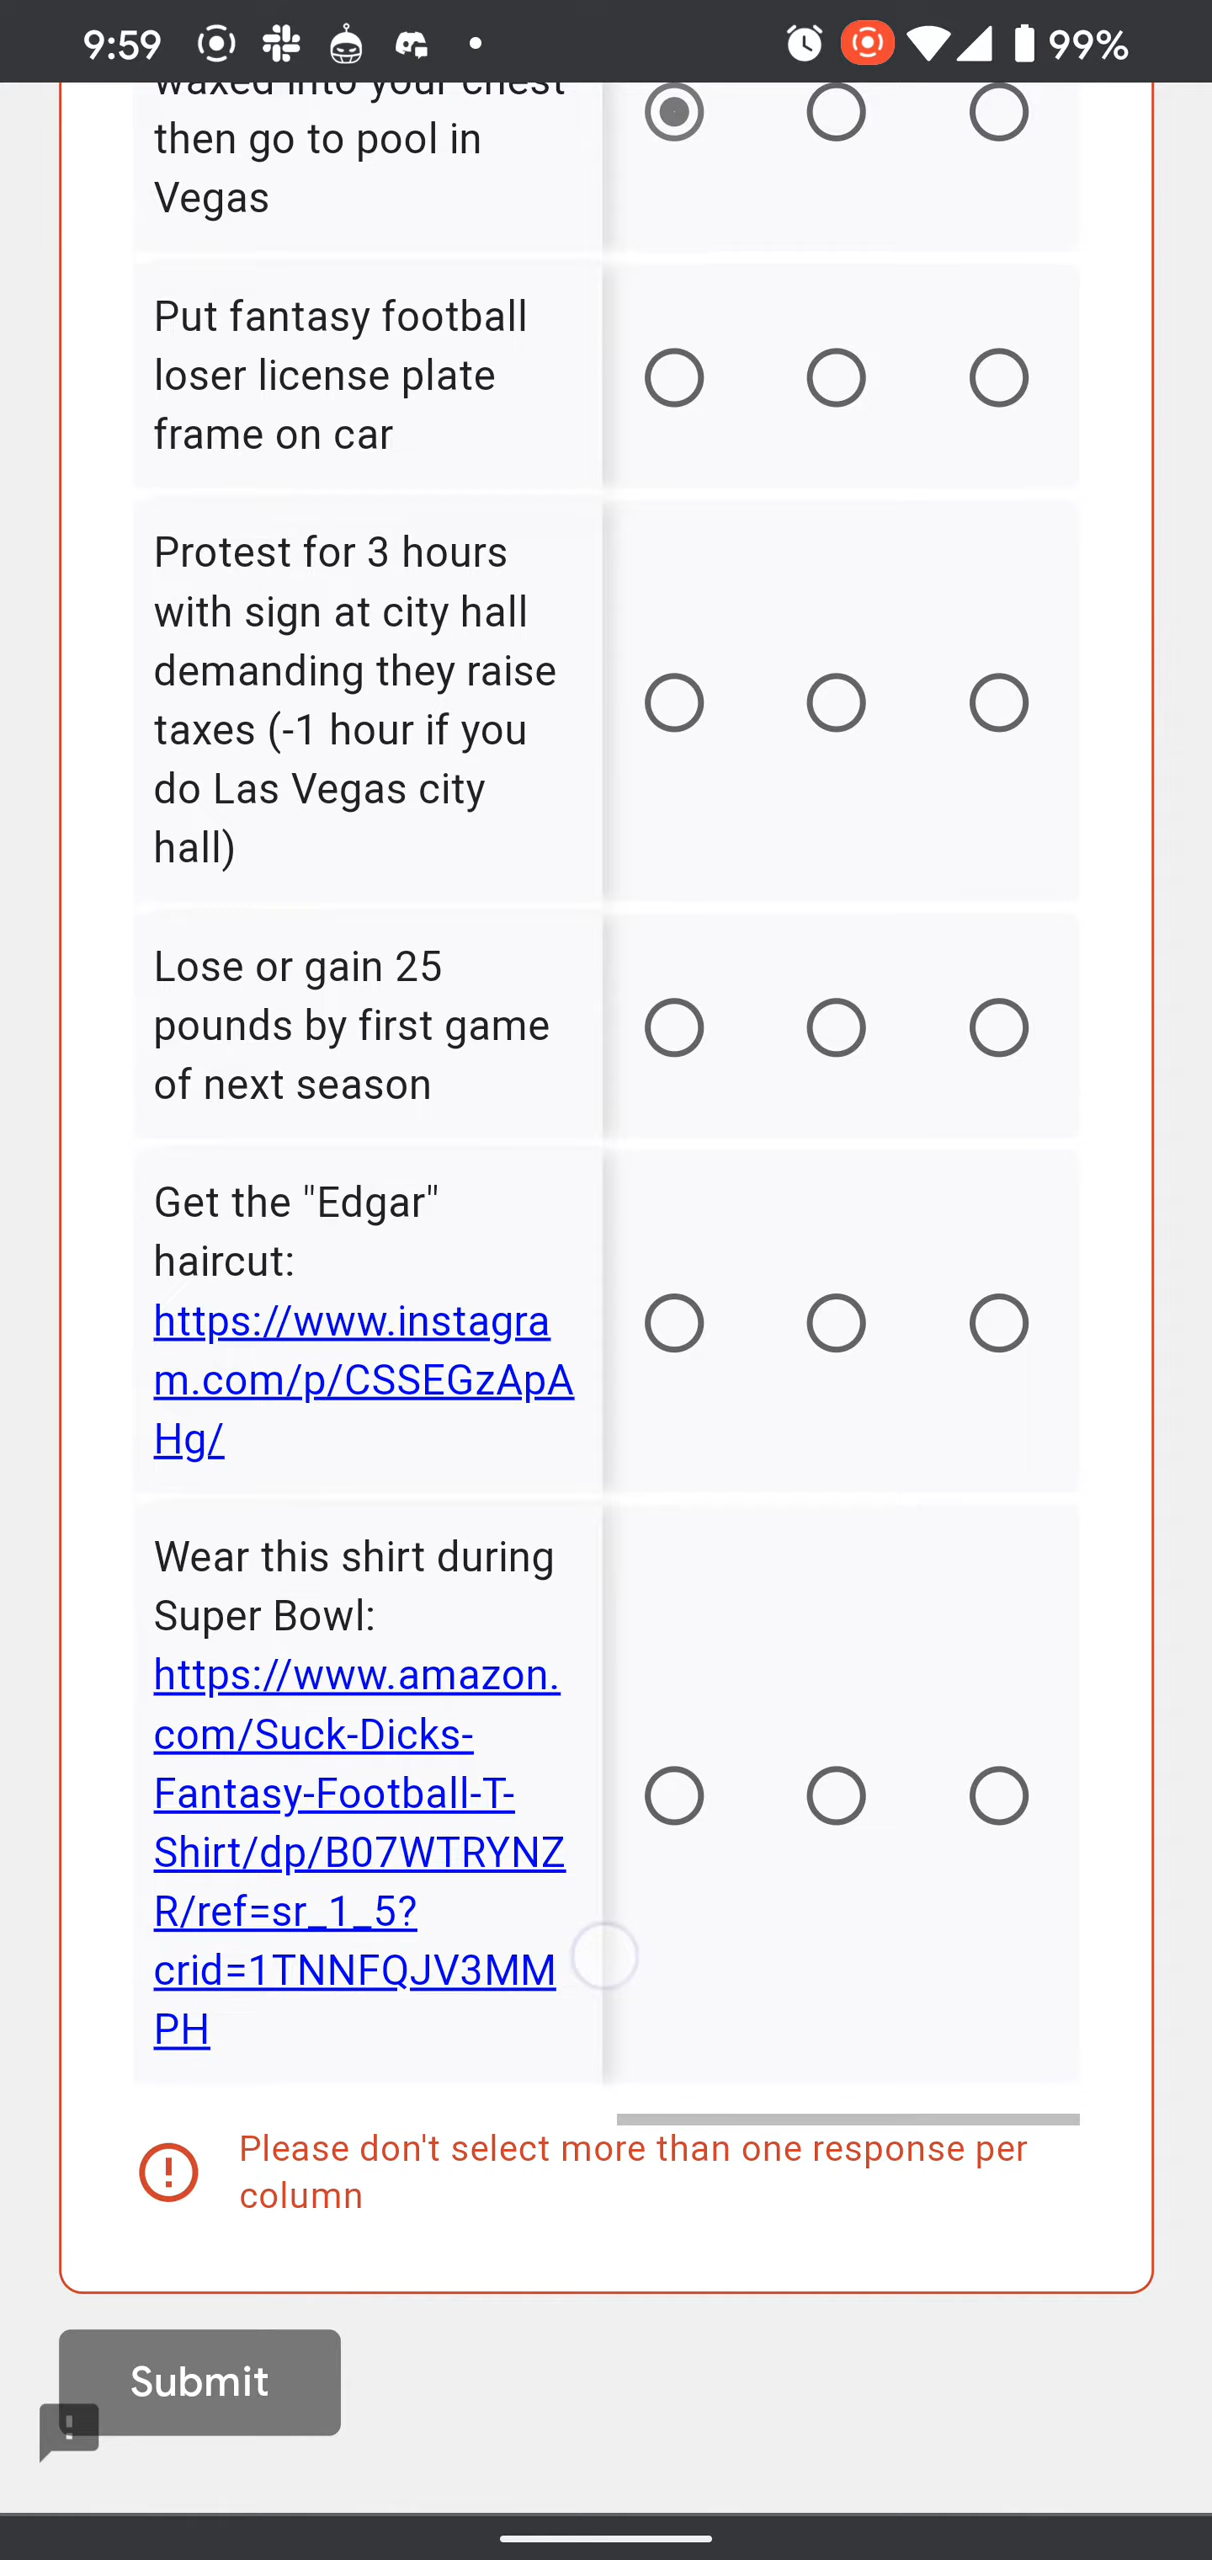 9:59
99%
waxed into your chest
then go to pool in
Vegas
Put fantasy football
loser license plate
frame on car
Protest for 3 hours
with sign at city hall
demanding they raise
taxes (-1 hour if you
do Las Vegas city
hall)
Lose or gain 25
pounds by first game
of next season
Get the "Edgar"
haircut:
https://www.instagra
m.com/p/CSSEGzApA
Hg/
Wear this shirt during
Super Bowl:
https://www.amazon.
com/Suck-Dicks-
Fantasy-Football-T-
Shirt/dp/B07WTRYNZ
R/ref=sr_1_5?
crid=1TNNFQJV3MM
PH
Please don't select more than one response per
column
Submit